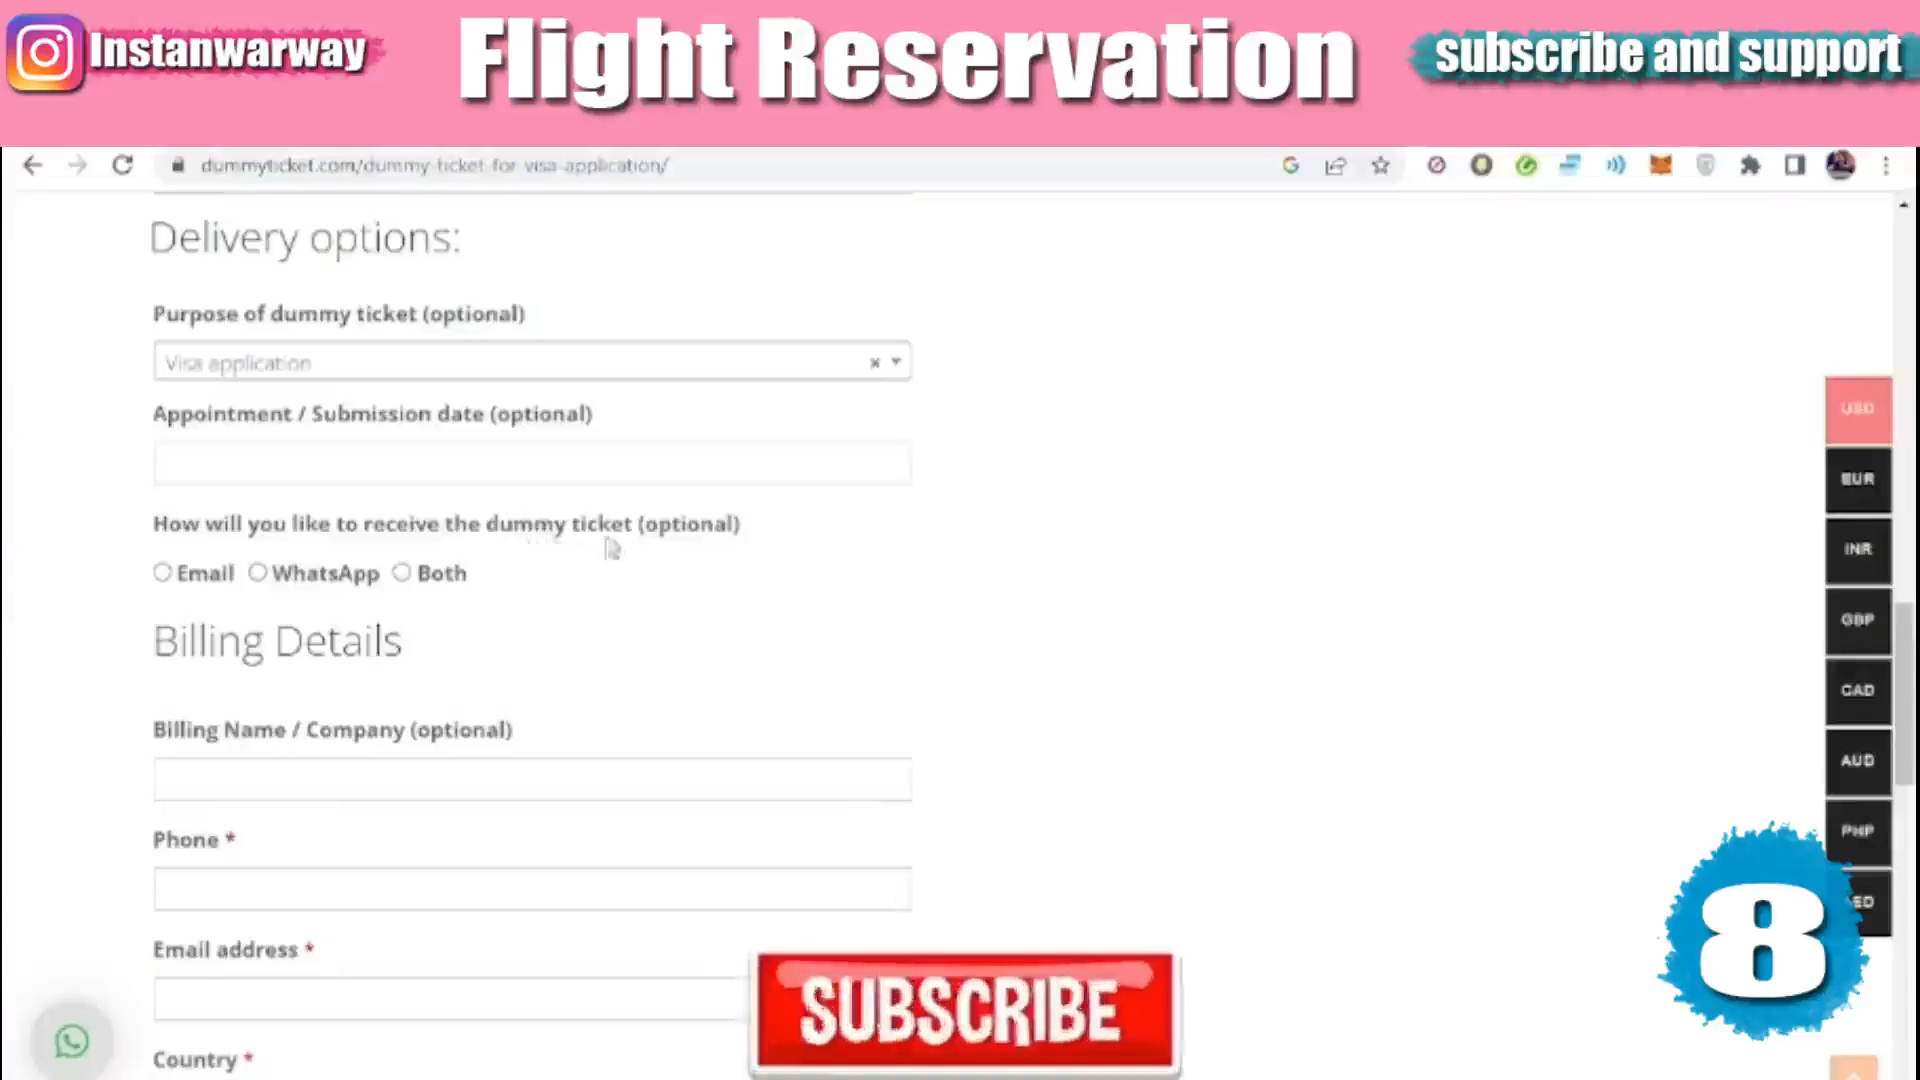 Instanwarway
Flight Reservation
subscribe and support
dummyticket.com/dummy-ticket-for-visa-application/
Delivery options:
Purpose of dummy ticket (optional)
Visa application
Appointment / Submission date (optional)
How will you like to receive the dummy ticket (optional)
Email WhatsApp Both
Billing Details
Billing Name / Company (optional)
Phone *
Email address *
Country *
USD
EUR
INR
GBP
CAD
AUD
PHP
8
SUBSCRIBE